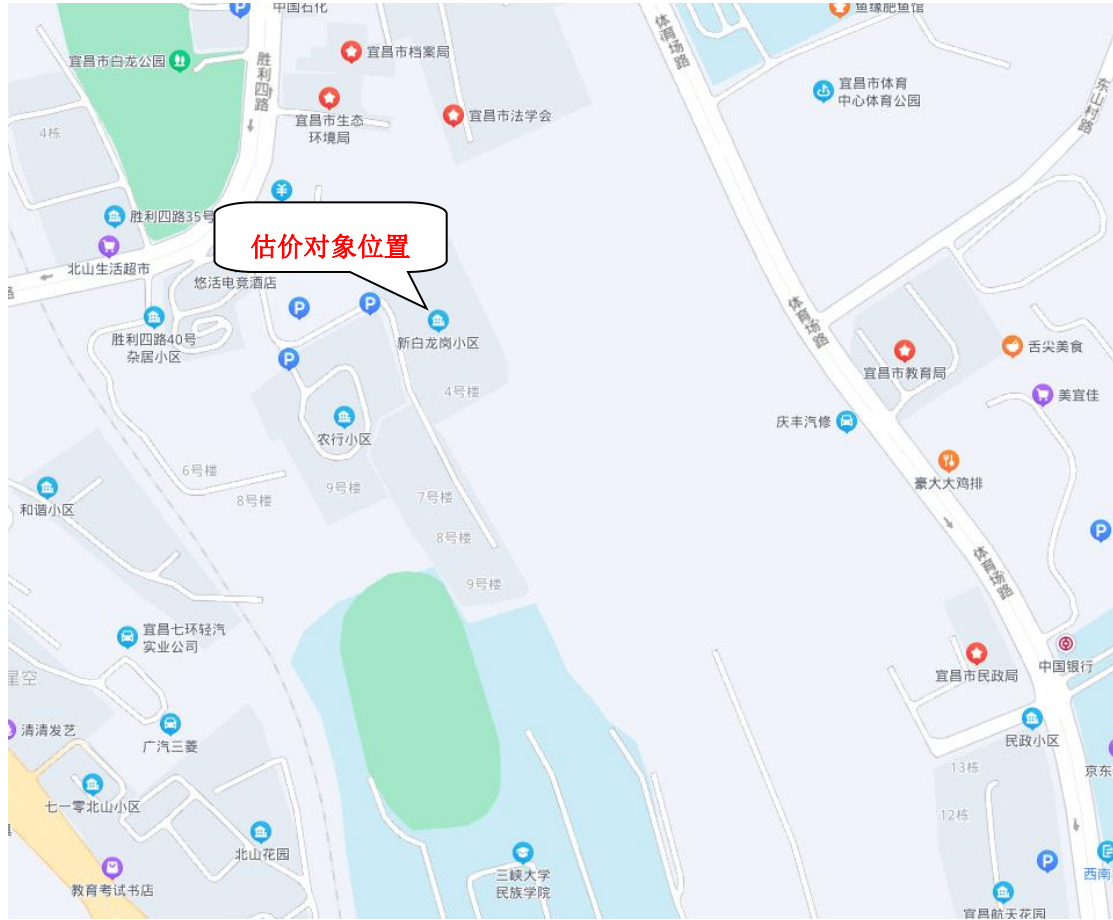 中国石化
鱼缘肥鱼馆
宜昌市白龙公园
宜昌市档案局
胜利四路
体育场路
宜昌市体育
中心体育公园
东山村路
宜昌市生态
环境局
宜昌市法学会
4栋
胜利四路35号
估价对象位置
北山生活超市
悠活电竞酒店
路
胜利四路40号
杂居小区
新白龙岗小区
体育场路
宜昌市教育局
舌尖美食
4号楼
美宜佳
农行小区
庆丰汽修
6号楼
豪大大鸡排
8号楼
9号楼
7号楼
和谐小区
8号楼
体育场路
9号楼
宜昌七环轻汽
实业公司
宜昌市民政局
中国银行
星空
清清发艺
广汽三菱
民政小区
13栋
京东
七一零北山小区
12栋
北山花园
三峡大学
民族学院
西南
教育考试书店
宜昌航天花园